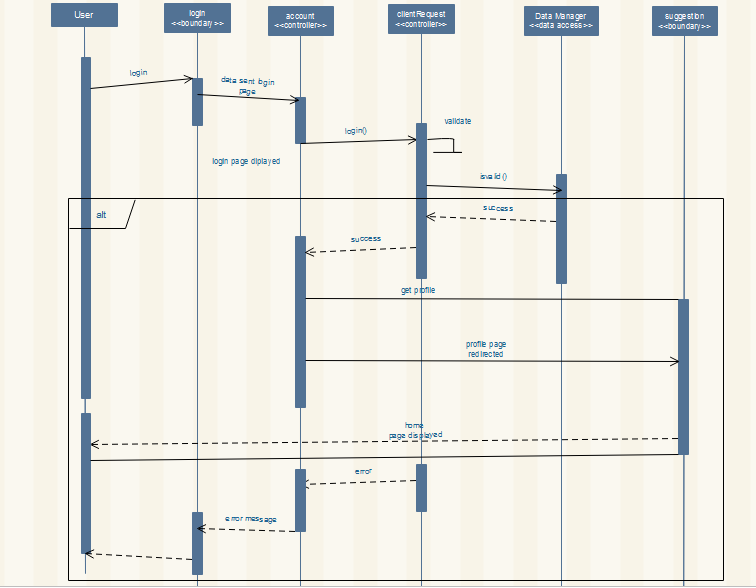 User
login
<<boundary>>
account
<<controller>>
clientRequest
<<controller>>
Data Manager
<<data access>>
suggestion
<<boundary>>
login
data sent login
page
login()
validate
login page diplayed
isvalid()
alt
success
success
get profile
profile page
redirected
home
page displayed
error
error message